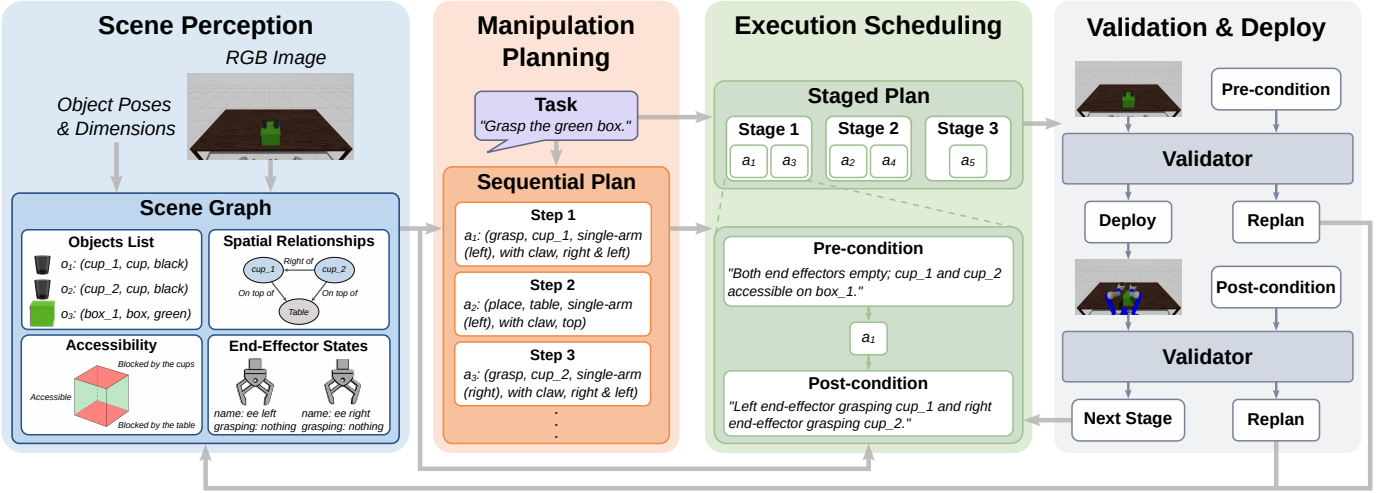 Scene Perception
RGB Image
Object Poses
& Dimensions
Scene Graph
Objects List
o₁: (cup_1, cup, black)
o₂: (cup_2, cup, black)
o₃: (box_1, box, green)
Spatial Relationships
Right of
cup_1
cup_2
On top of
On top of
Table
Accessibility
Blocked by the cups
Accessible
Blocked by the table
End-Effector States
name: ee left
grasping: nothing
name: ee right
grasping: nothing
Manipulation
Planning
Task
"Grasp the green box."
Sequential Plan
Step 1
a₁: (grasp, cup_1, single-arm
(left), with claw, right & left)
Step 2
a₂: (place, table, single-arm
(left), with claw, top)
Step 3
a₃: (grasp, cup_2, single-arm
(right), with claw, right & left)
.
.
.
Execution Scheduling
Staged Plan
Stage 1
a₁
a₃
Stage 2
a₂
a₄
Stage 3
a₅
Pre-condition
"Both end effectors empty; cup_1 and cup_2
accessible on box_1."
a₁
Post-condition
"Left end-effector grasping cup_1 and right
end-effector grasping cup_2."
Validation & Deploy
Pre-condition
Validator
Deploy
Replan
Post-condition
Validator
Next Stage
Replan